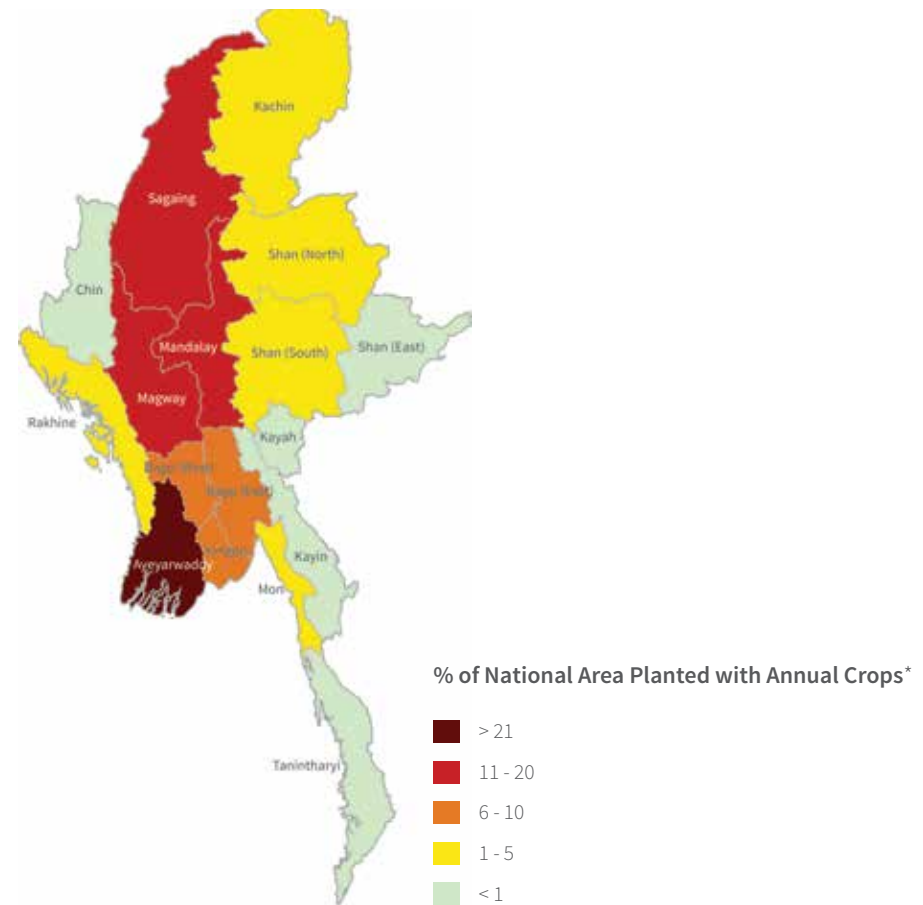 Kachin
Sagaing
Shan (North)
Chin
Mandalay
Shan (South)
Shan (East)
Magway
Rakhine
Kayah
Bago (West)
Bago (East)
Kayin
Ayeyarwaddy
Mon
% of National Area Planted with Annual Crops*
> 21
Tanintharyi
11 - 20
6 - 10
1 - 5
< 1